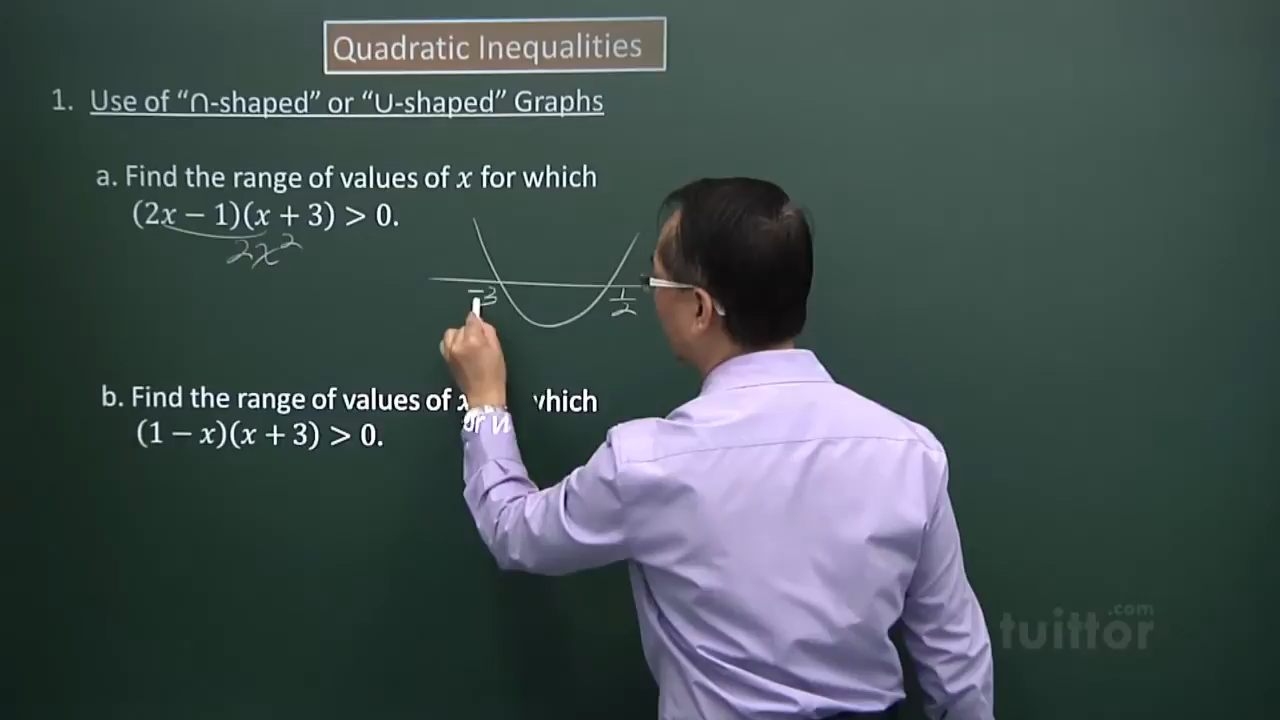 Quadratic Inequalities
1. Use of “∩-shaped” or “U-shaped” Graphs
a. Find the range of values of x for which
(2x − 1)(x + 3) > 0.
2x²
−3
1/2
b. Find the range of values of which
(1 − x)(x + 3) > 0.
tuittor.com